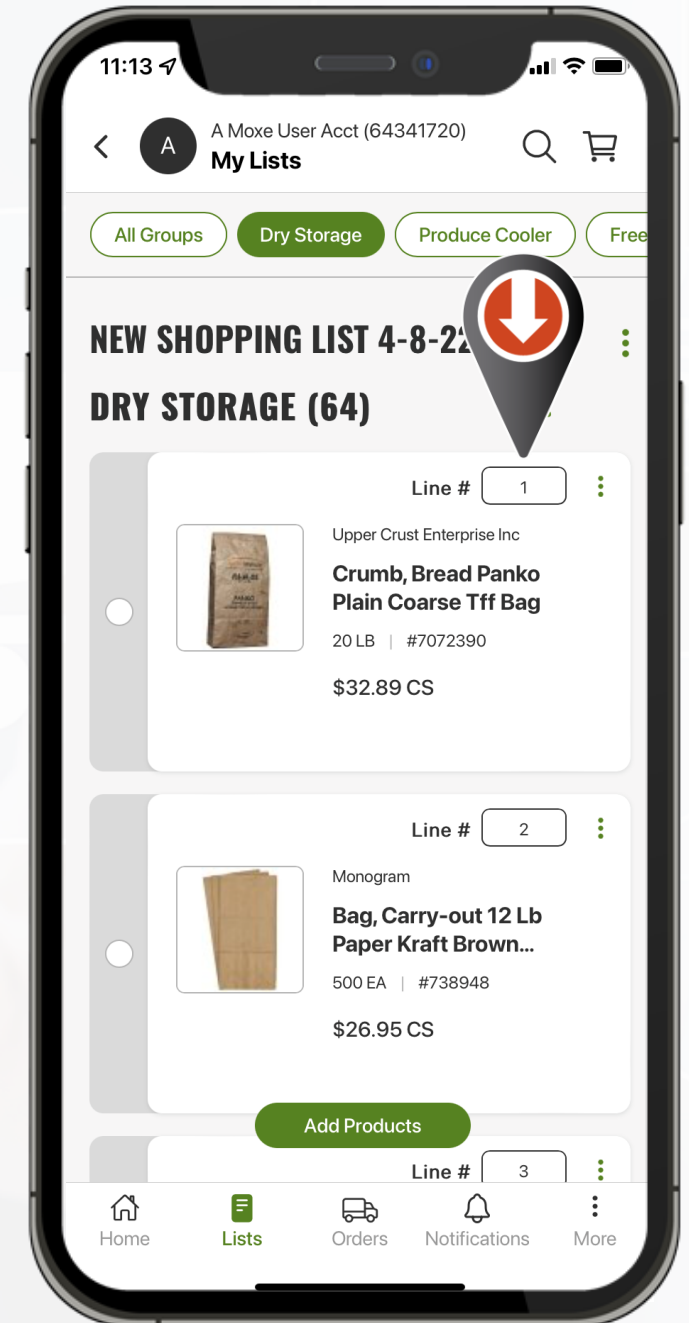 11:13
A
A Moxe User Acct (64341720)
My Lists
All Groups
Dry Storage
Produce Cooler
Free
NEW SHOPPING LIST 4-8-22
DRY STORAGE (64)
Line # 1
Upper Crust Enterprise Inc
Crumb, Bread Panko
Plain Coarse Tff Bag
20 LB | #7072390
$32.89 CS
Line # 2
Monogram
Bag, Carry-out 12 Lb
Paper Kraft Brown...
500 EA | #738948
$26.95 CS
Add Products
Line # 3
Home
Lists
Orders
Notifications
More